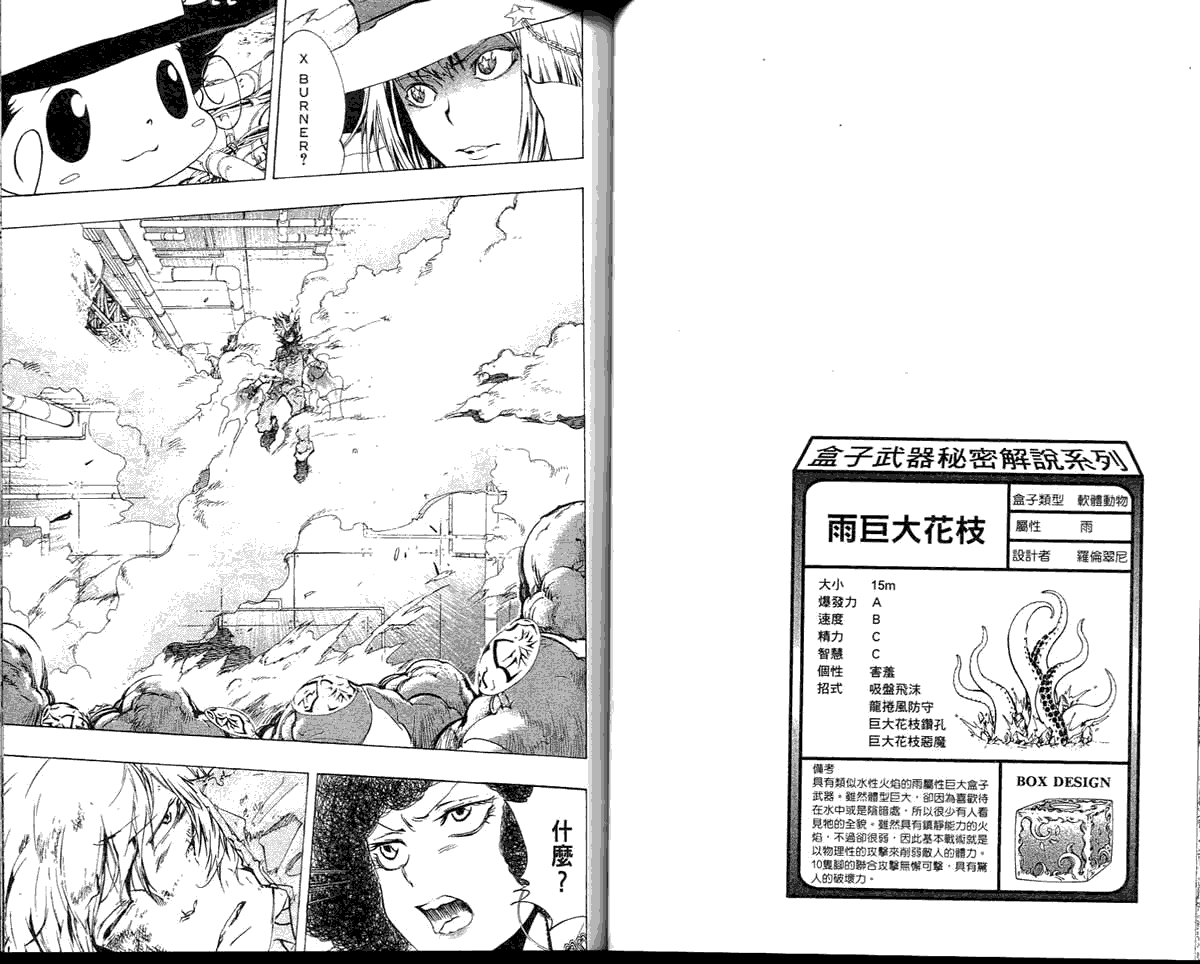 X BURNER?
什麼?
盒子武器秘密解說系列
雨巨大花枝
盒子類型 軟體動物
屬性 雨
設計者 羅倫翠尼
大小 15m
爆發力 A
速度 B
精力 C
智慧 C
個性 害羞
招式 吸盤飛沫
龍捲風防守
巨大花枝鑽孔
巨大花枝惡魔
備考
具有類似水性火焰的雨屬性巨大盒子
武器。雖然體型巨大,卻因為喜歡待
在水中或是陰暗處,所以很少有人看
見牠的全貌。雖然具有鎮靜能力的火
焰,不過卻很弱,因此基本戰術就是
以物理性的攻擊來削弱敵人的體力。
10隻腳的聯合攻擊無懈可擊,具有驚
人的破壞力。
BOX DESIGN